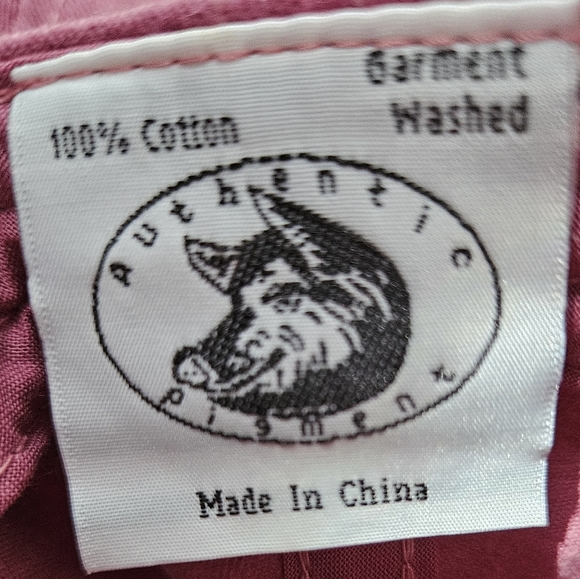 100% Cotton
Garment
Washed
Authentic
pigment
Made In China